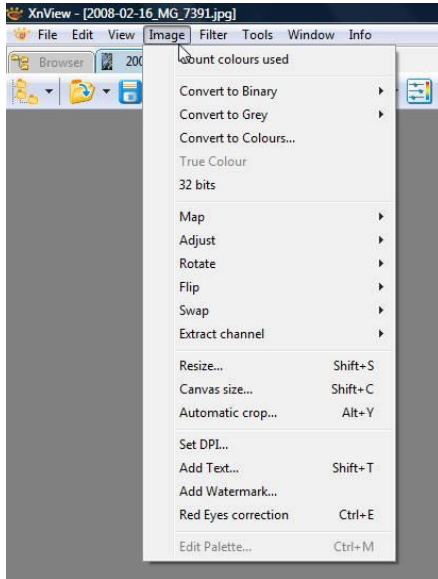 XnView - [2008-02-16_MG_7391.jpg]
File Edit View Image Filter Tools Window Info
Browser 200
Count colours used
Convert to Binary
Convert to Grey
Convert to Colours...
True Colour
32 bits
Map
Adjust
Rotate
Flip
Swap
Extract channel
Resize... Shift+S
Canvas size... Shift+C
Automatic crop... Alt+Y
Set DPI...
Add Text... Shift+T
Add Watermark...
Red Eyes correction Ctrl+E
Edit Palette... Ctrl+M